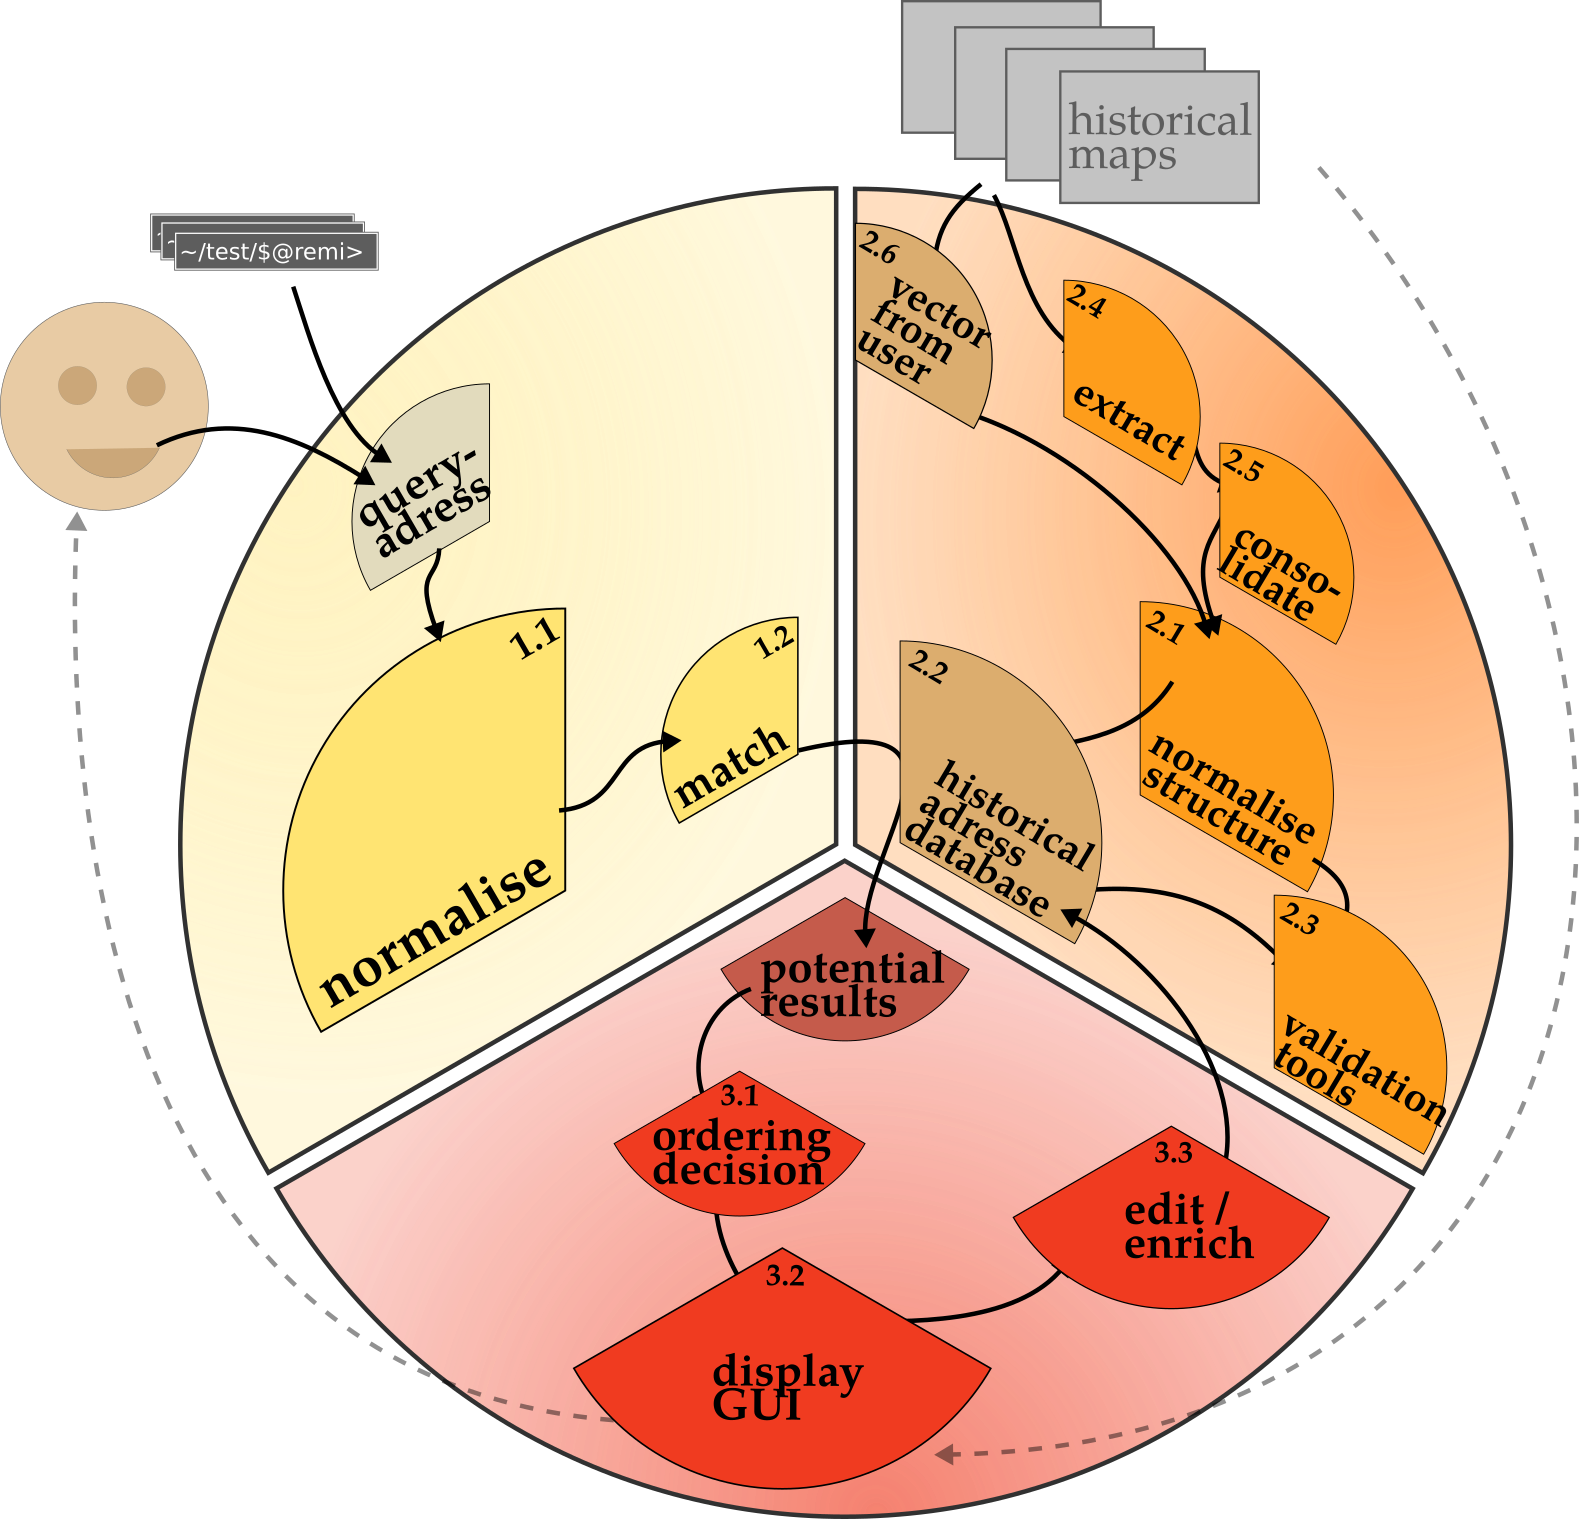 historical
maps
~/test/$@remi>
query-
adress
1.1
normalise
1.2
match
2.6
vector
from
user
2.4
extract
2.5
conso-
lidate
2.1
normalise
structure
2.2
historical
adress
database
2.3
validation
tools
potential
results
3.1
ordering
decision
3.2
display
GUI
3.3
edit /
enrich